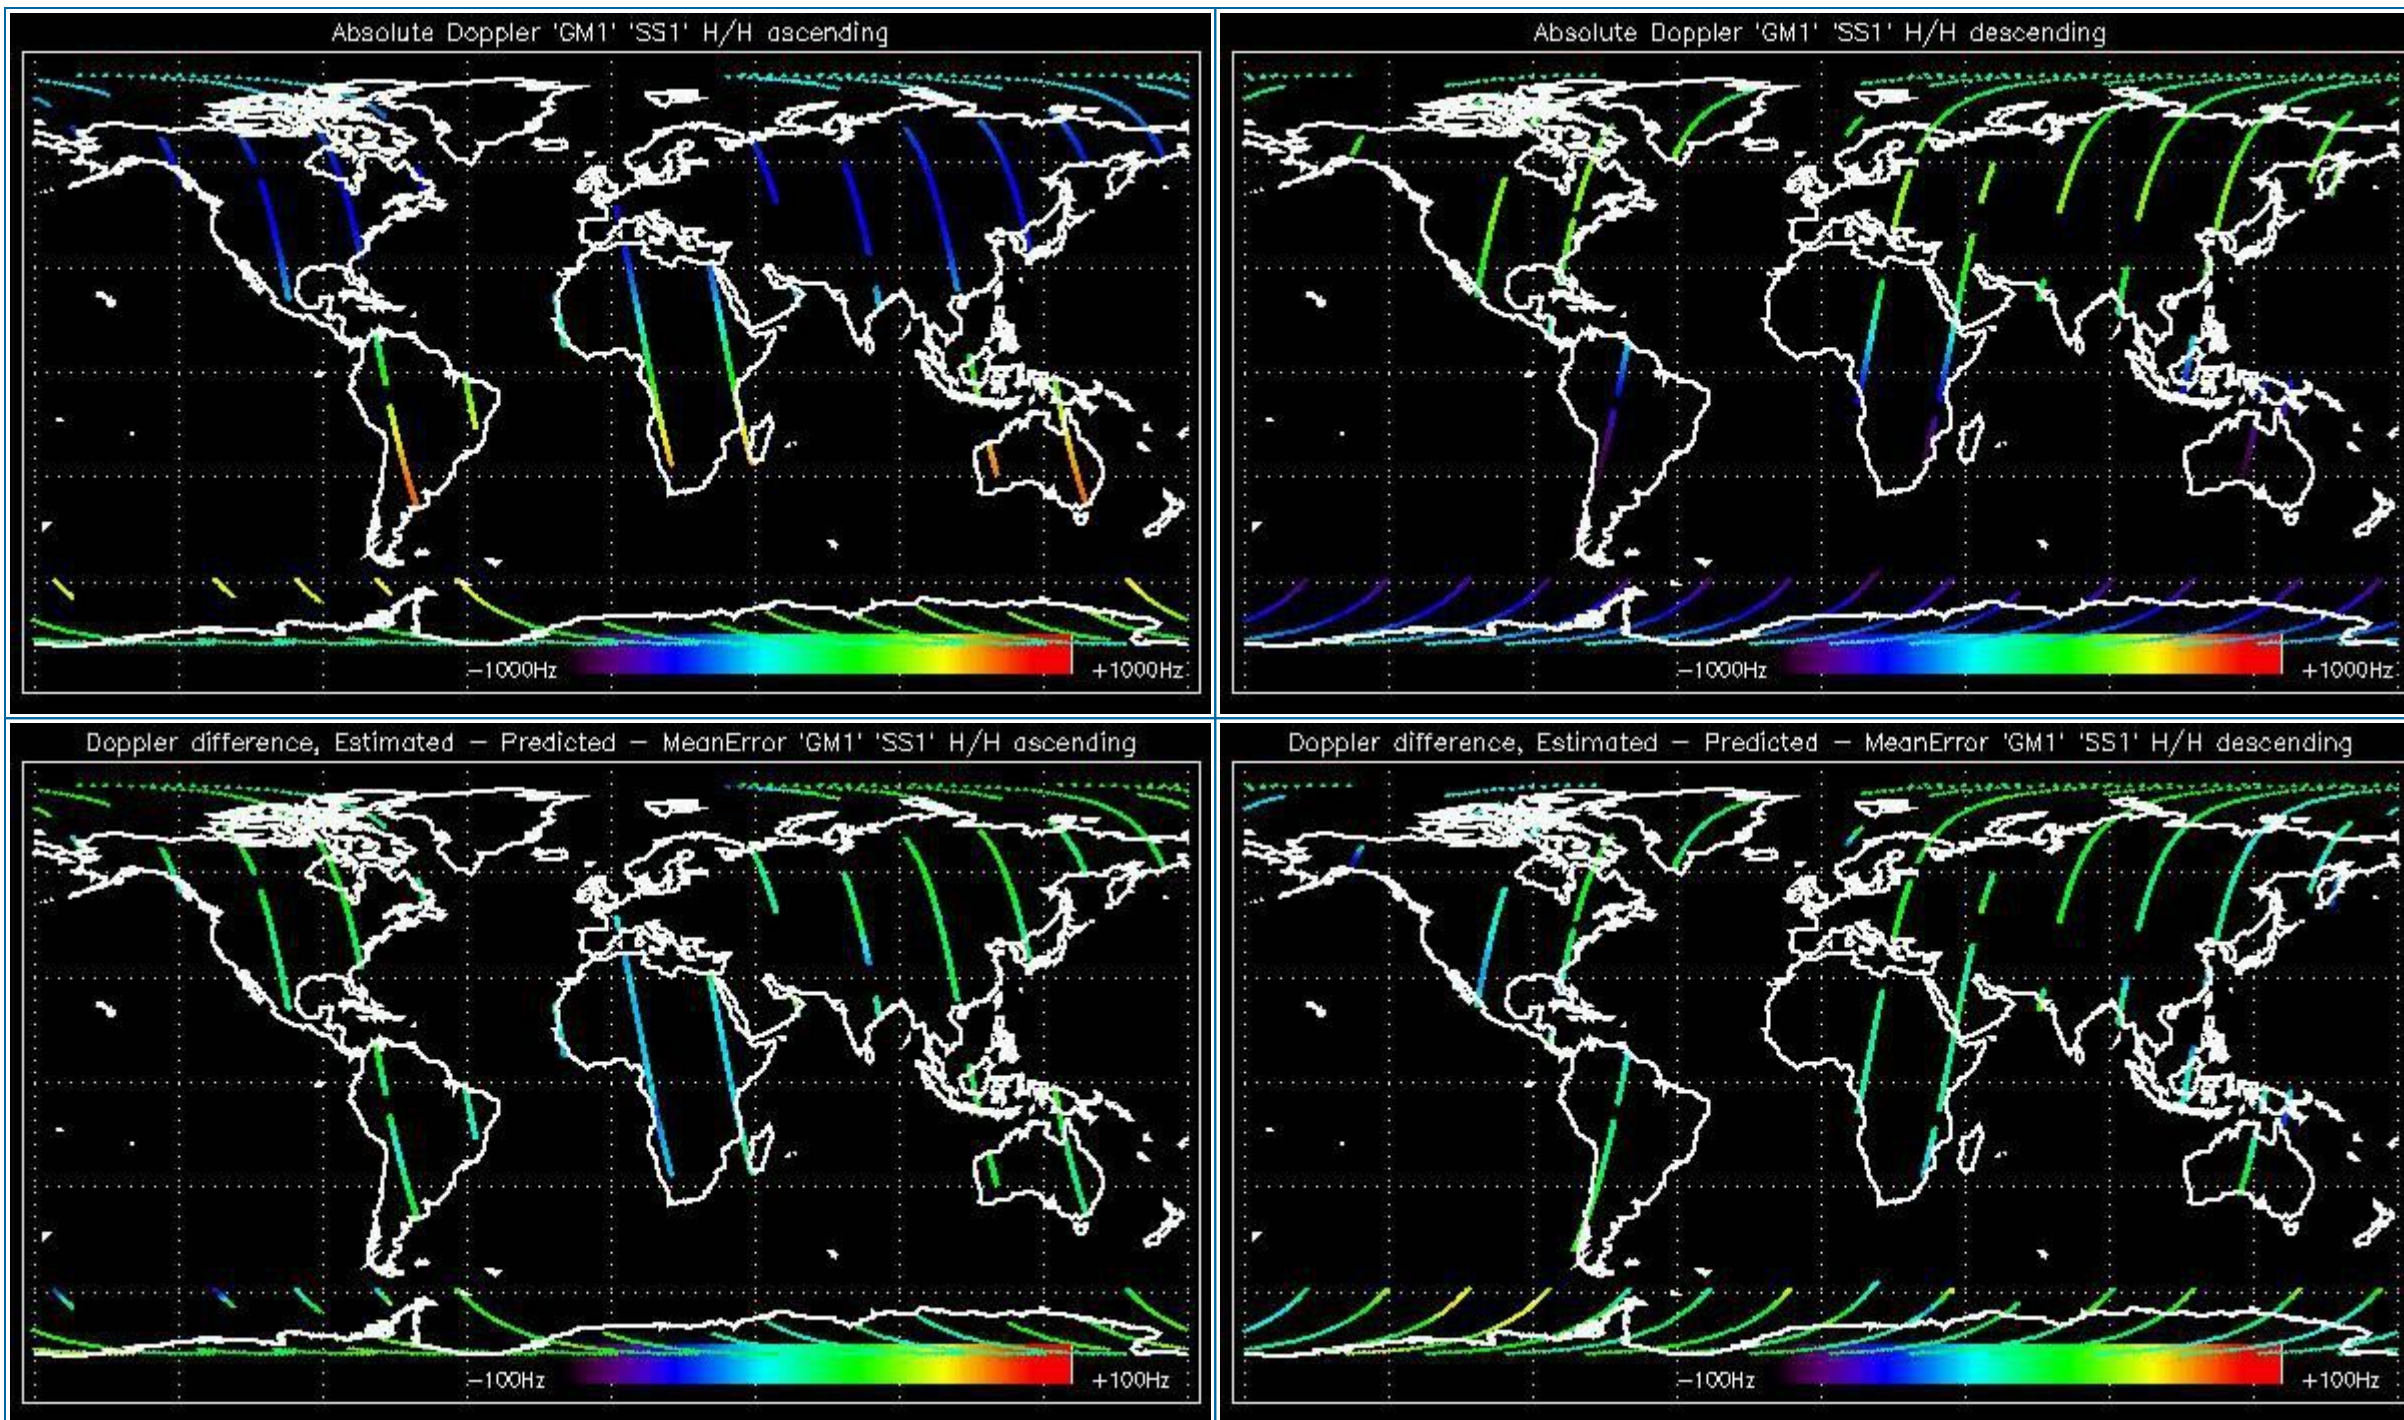 Absolute Doppler 'GM1' 'SS1' H/H ascending
-1000Hz
+1000Hz
Absolute Doppler 'GM1' 'SS1' H/H descending
-1000Hz
+1000Hz
Doppler difference, Estimated - Predicted - MeanError 'GM1' 'SS1' H/H ascending
-100Hz
+100Hz
Doppler difference, Estimated - Predicted - MeanError 'GM1' 'SS1' H/H descending
-100Hz
+100Hz